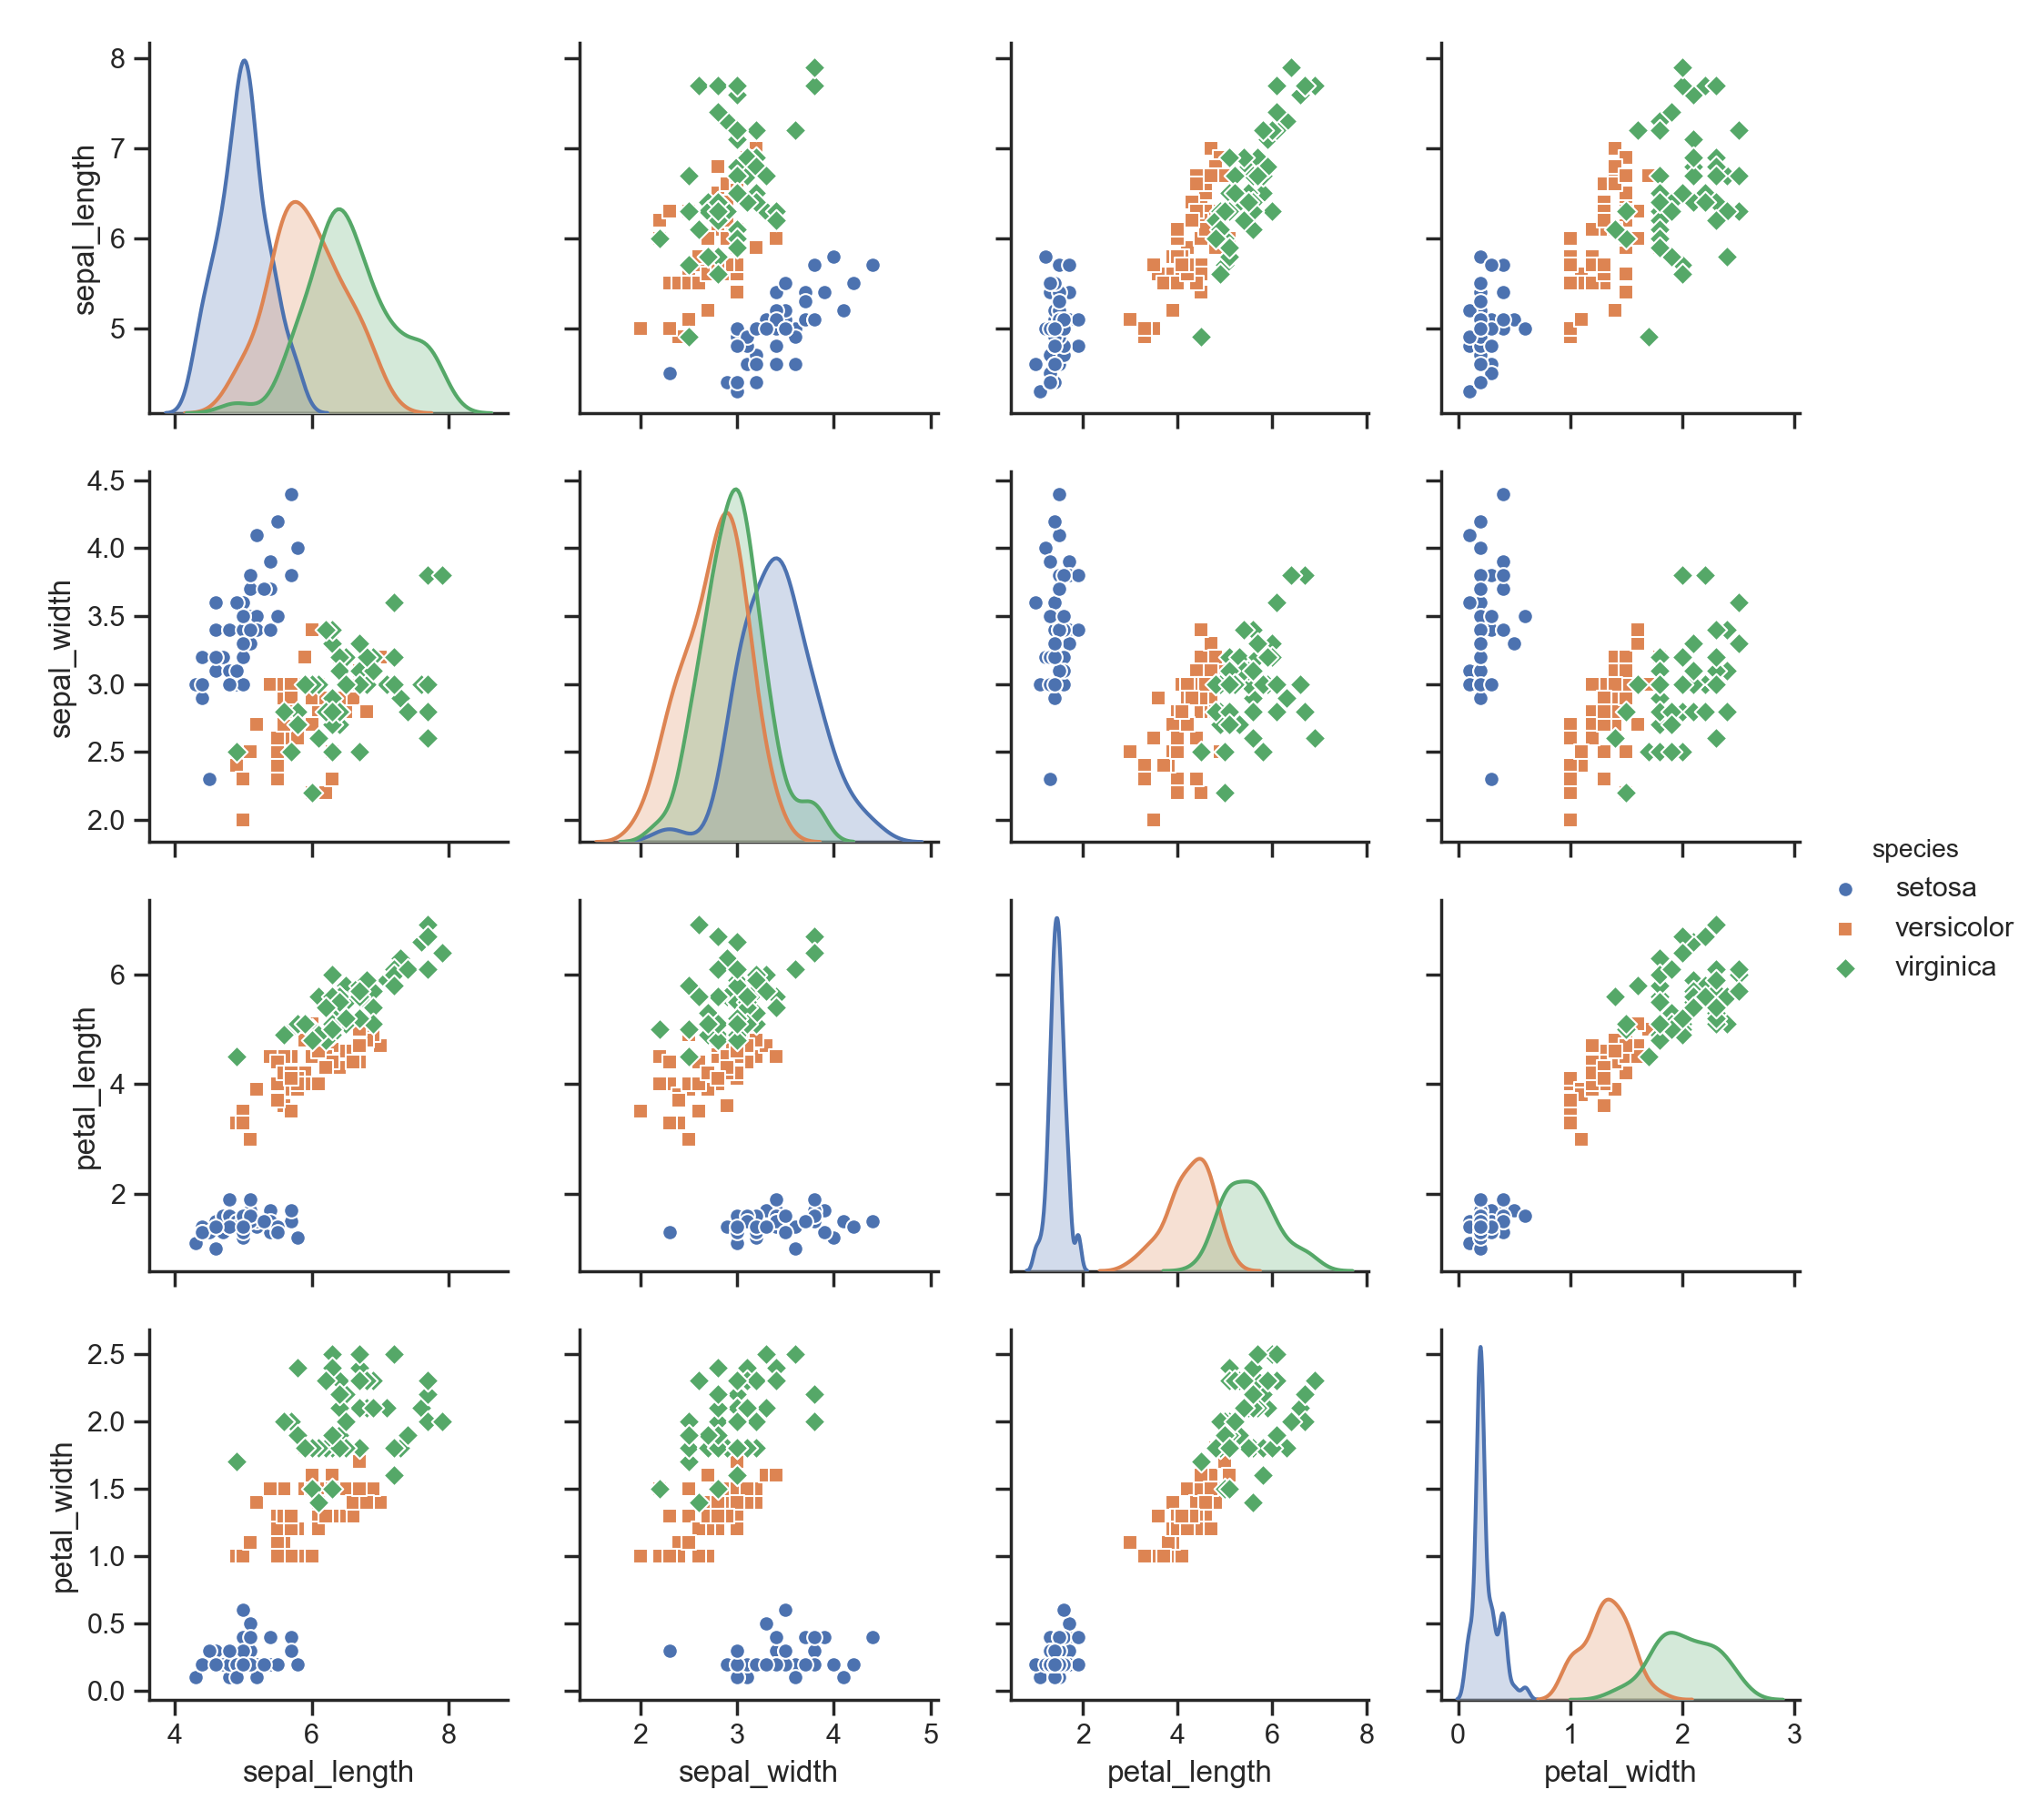 8
7
6
5
sepal_length
4.5
4.0
3.5
3.0
2.5
2.0
sepal_width
species
setosa
versicolor
virginica
6
4
2
petal_length
2.5
2.0
1.5
1.0
0.5
0.0
petal_width
4 6 8 2 3 4 5 2 4 6 8 0 1 2 3
sepal_length sepal_width petal_length petal_width